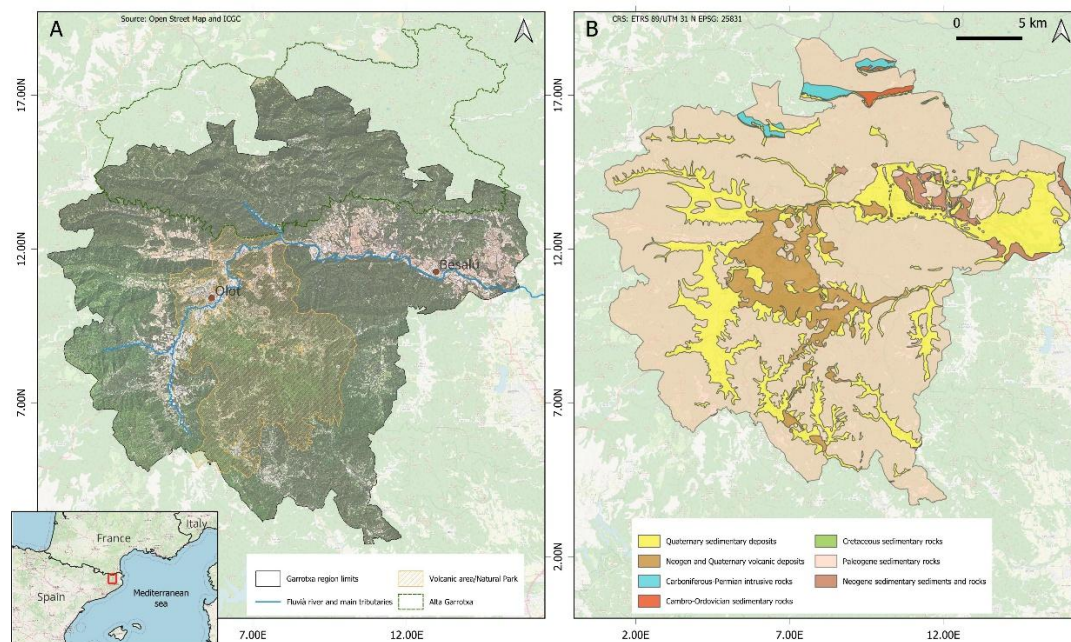 A
Source: Open Street Map and ICGC
B
CRS: ETRS 89/UTM 31 N EPSG: 25831
0 5 km
17.00N
12.00N
7.00N
17.00N
12.00N
7.00N
2.00N
Besalú
Olot
Italy
France
Spain
Mediterranean
sea
Garrotxa region limits
Volcanic area/Natural Park
Fluvià river and main tributaries
Alta Garrotxa
7.00E
12.00E
Quaternary sedimentary deposits
Cretaceous sedimentary rocks
Neogen and Quaternary volcanic deposits
Paleogene sedimentary rocks
Carboniferous-Permian intrusive rocks
Neogene sedimentary sediments and rocks
Cambro-Ordovician sedimentary rocks
2.00E
7.00E
12.00E